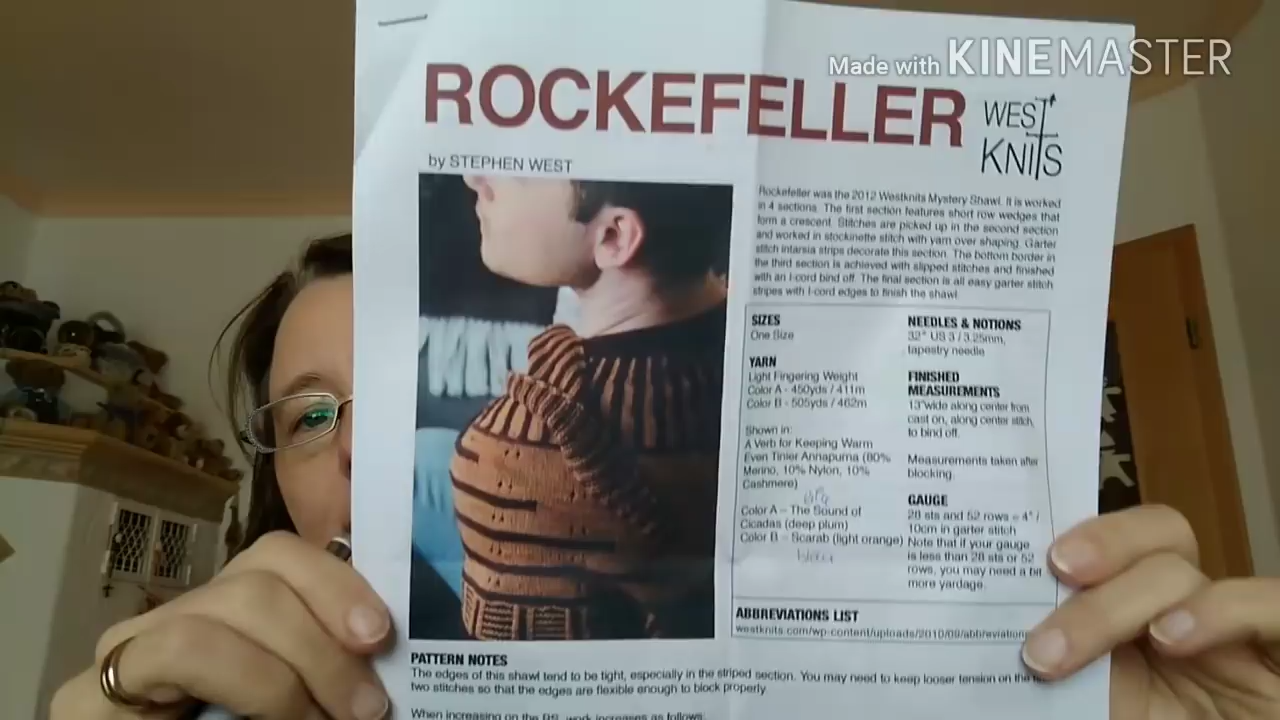 Made with KINEMASTER
ROCKEFELLER
WEST
KNITS
by STEPHEN WEST
Rockefeller was the 2012 Westknits Mystery Shawl. It is worked
in 4 sections. The first section features short row wedges that
form a crescent. Stitches are picked up in the second section
and worked in stockinette stitch with yarn over shaping. Garter
stitch intarsia strips decorate this section. The bottom border in
the third section is achieved with slipped stitches and finished
with an I-cord bind off. The final section is all easy garter stitch
stripes with I-cord edges to finish the shawl.
SIZES
One Size
YARN
Light Fingering Weight
Color A - 450yds / 411m
Color B - 505yds / 462m
Shown in:
A Verb for Keeping Warm
Even Tinier Annapurna (80%
Merino, 10% Nylon, 10%
Cashmere)
Color A – The Sound of
Cicadas (deep plum)
Color B – Scarab (light orange)
NEEDLES & NOTIONS
32" US 3 / 3.25mm,
tapestry needle
FINISHED
MEASUREMENTS
13"wide along center from
cast on, along center stitch,
to bind off.
Measurements taken after
blocking.
GAUGE
28 sts and 52 rows = 4" /
10cm in garter stitch
Note that if your gauge
is less than 28 sts or 52
rows, you may need a bit
more yardage.
ABBREVIATIONS LIST
westknits.com/wp-content/uploads/2010/09/abbreviation
PATTERN NOTES
The edges of this shawl tend to be tight, especially in the striped section. You may need to keep looser tension on the
two stitches so that the edges are flexible enough to block properly.
When increasing on the RS, work increases as follows: